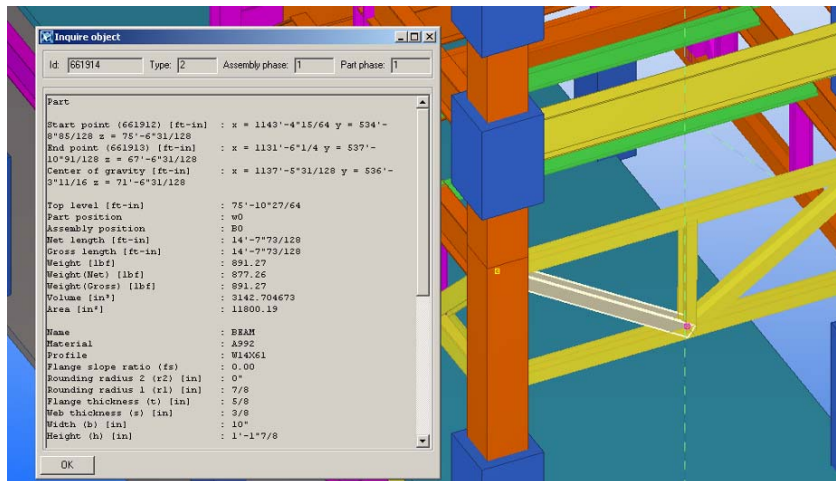 Inquire object
Id: 661914 Type: 2 Assembly phase: 1 Part phase: 1
Part
Start point (661912) [ft-in] : x = 1143'-4"15/64 y = 534'-
8"85/128 z = 75'-6"31/128
End point (661913) [ft-in] : x = 1131'-6"1/4 y = 537'-
10"91/128 z = 67'-6"31/128
Center of gravity [ft-in] : x = 1137'-5"31/128 y = 536'-
3"11/16 z = 71'-6"31/128
Top level [ft-in] : 75'-10"27/64
Part position : w0
Assembly position : B0
Net length [ft-in] : 14'-7"73/128
Gross length [ft-in] : 14'-7"73/128
Weight [lbf] : 891.27
Weight(Net) [lbf] : 877.26
Weight(Gross) [lbf] : 891.27
Volume [in³] : 3142.704673
Area [in²] : 11800.19
Name : BEAM
Material : A992
Profile : W14X61
Flange slope ratio (fs) : 0.00
Rounding radius 2 (r2) [in] : 0"
Rounding radius 1 (r1) [in] : 7/8
Flange thickness (t) [in] : 5/8
Web thickness (s) [in] : 3/8
Width (b) [in] : 10"
Height (h) [in] : 1'-1"7/8
OK